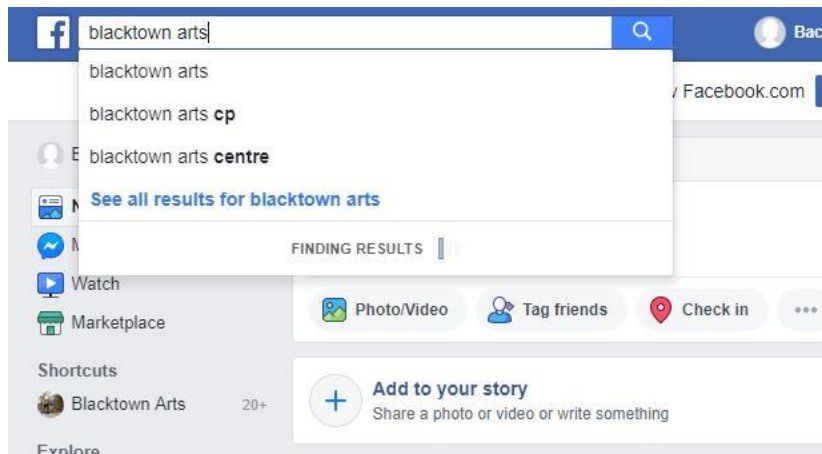 f blacktown arts Bac
blacktown arts
Facebook.com
blacktown arts cp
blacktown arts centre
See all results for blacktown arts
FINDING RESULTS
Watch
Photo/Video Tag friends Check in
Marketplace
Shortcuts
Blacktown Arts 20+
Add to your story
Share a photo or video or write something
Explore